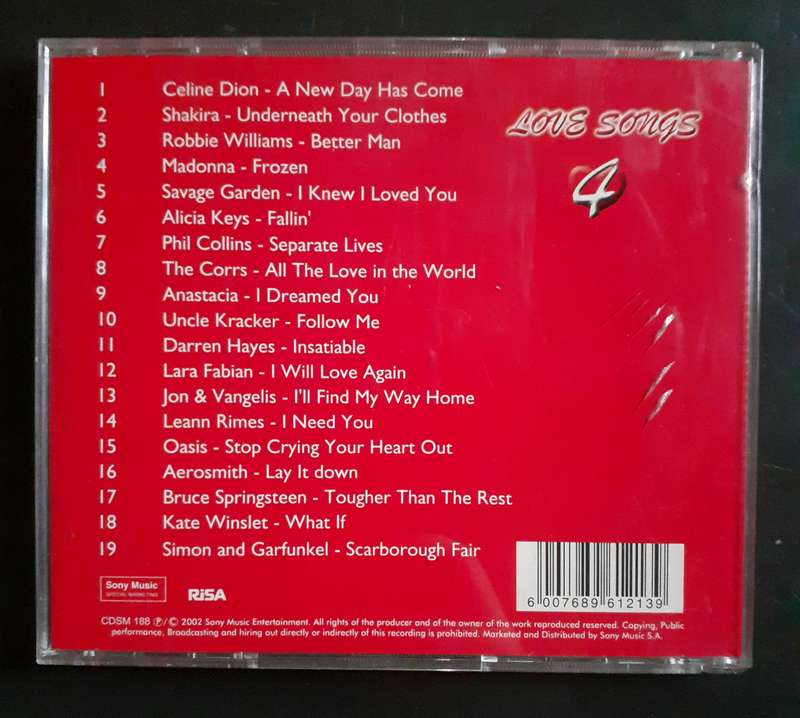 1 Celine Dion - A New Day Has Come
2 Shakira - Underneath Your Clothes
3 Robbie Williams - Better Man
4 Madonna - Frozen
5 Savage Garden - I Knew I Loved You
6 Alicia Keys - Fallin'
7 Phil Collins - Separate Lives
8 The Corrs - All The Love in the World
9 Anastacia - I Dreamed You
10 Uncle Kracker - Follow Me
11 Darren Hayes - Insatiable
12 Lara Fabian - I Will Love Again
13 Jon & Vangelis - I'll Find My Way Home
14 Leann Rimes - I Need You
15 Oasis - Stop Crying Your Heart Out
16 Aerosmith - Lay It down
17 Bruce Springsteen - Tougher Than The Rest
18 Kate Winslet - What If
19 Simon and Garfunkel - Scarborough Fair
LOVE SONGS
4
6 007689 612139
Sony Music
SPECIAL MARKETING
RiSA
CDSM 188 ℗/© 2002 Sony Music Entertainment. All rights of the producer and of the owner of the work reproduced reserved. Copying, Public
performance, Broadcasting and hiring out directly or indirectly of this recording is prohibited. Marketed and Distributed by Sony Music S.A.